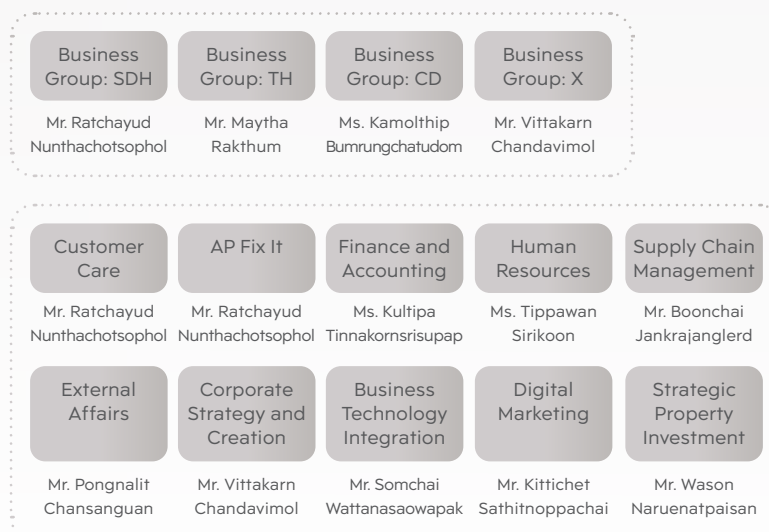 Business
Group: SDH
Mr. Ratchayud
Nunthachotsophol
Business
Group: TH
Mr. Maytha
Rakthum
Business
Group: CD
Ms. Kamolthip
Bumrungchatudom
Business
Group: X
Mr. Vittakarn
Chandavimol
Customer
Care
Mr. Ratchayud
Nunthachotsophol
AP Fix It
Mr. Ratchayud
Nunthachotsophol
Finance and
Accounting
Ms. Kultipa
Tinnakornsrisupap
Human
Resources
Ms. Tippawan
Sirikoon
Supply Chain
Management
Mr. Boonchai
Jankrajanglerd
External
Affairs
Mr. Pongnalit
Chansanguan
Corporate
Strategy and
Creation
Mr. Vittakarn
Chandavimol
Business
Technology
Integration
Mr. Somchai
Wattanasaowapak
Digital
Marketing
Mr. Kittichet
Sathitnoppachai
Strategic
Property
Investment
Mr. Wason
Naruenatpaisan